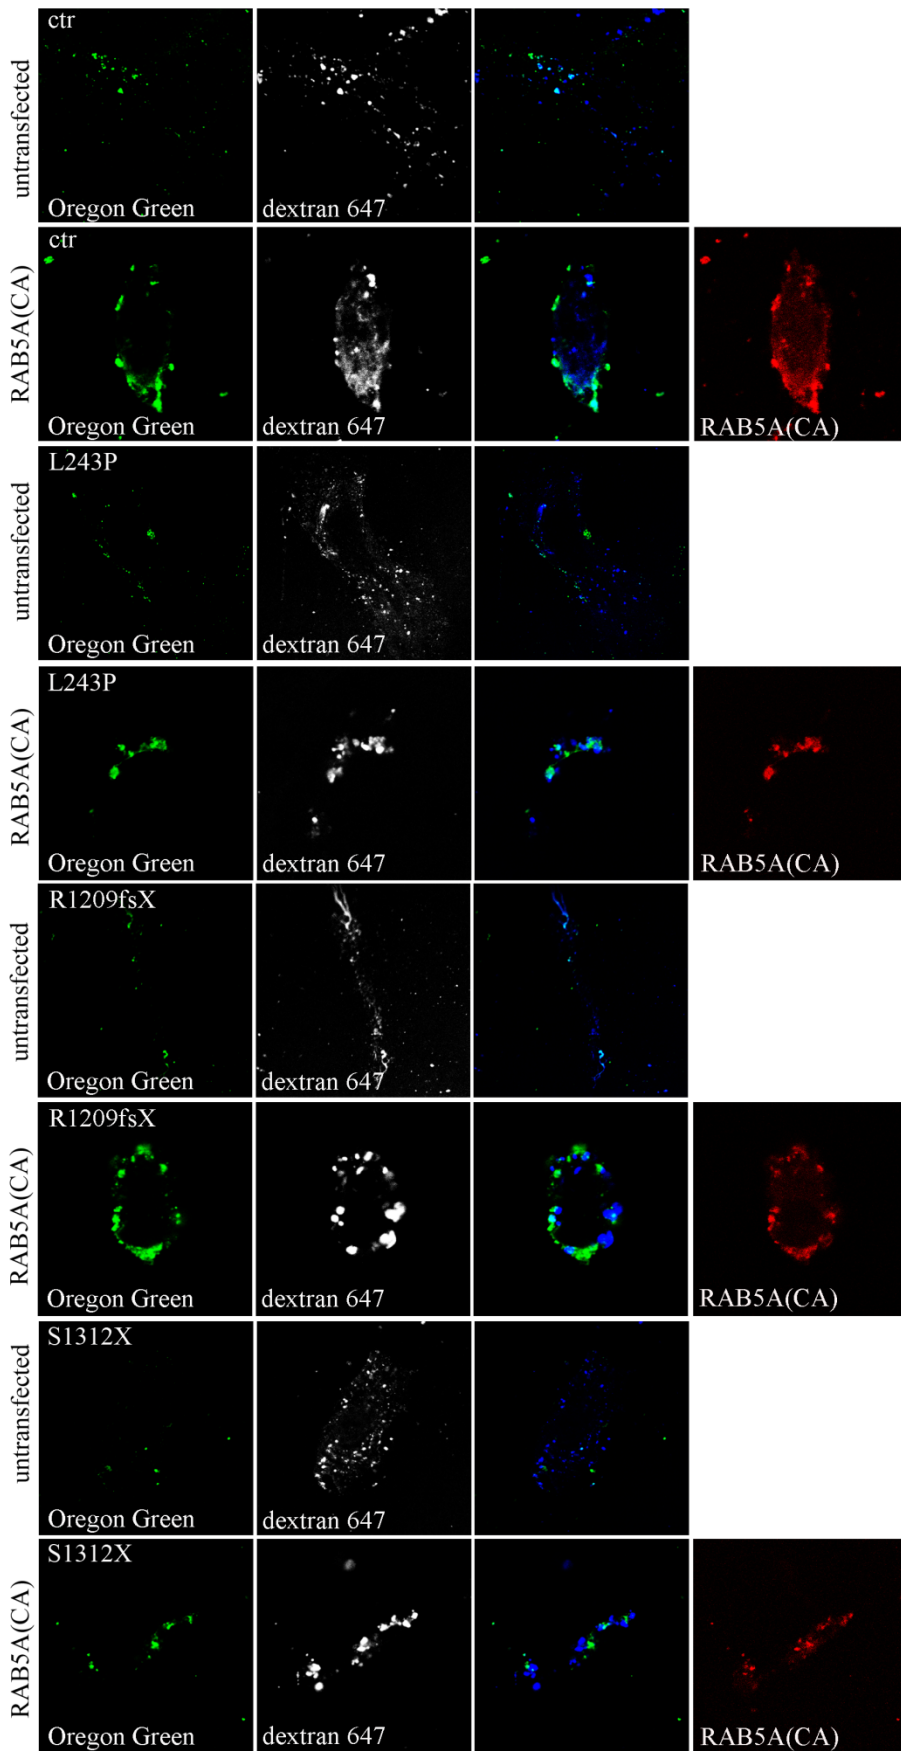 untransfected
ctr
Oregon Green
dextran 647
RAB5A(CA)
ctr
Oregon Green
dextran 647
RAB5A(CA)
untransfected
L243P
Oregon Green
dextran 647
RAB5A(CA)
L243P
Oregon Green
dextran 647
RAB5A(CA)
untransfected
R1209fsX
Oregon Green
dextran 647
RAB5A(CA)
R1209fsX
Oregon Green
dextran 647
RAB5A(CA)
untransfected
S1312X
Oregon Green
dextran 647
RAB5A(CA)
S1312X
Oregon Green
dextran 647
RAB5A(CA)